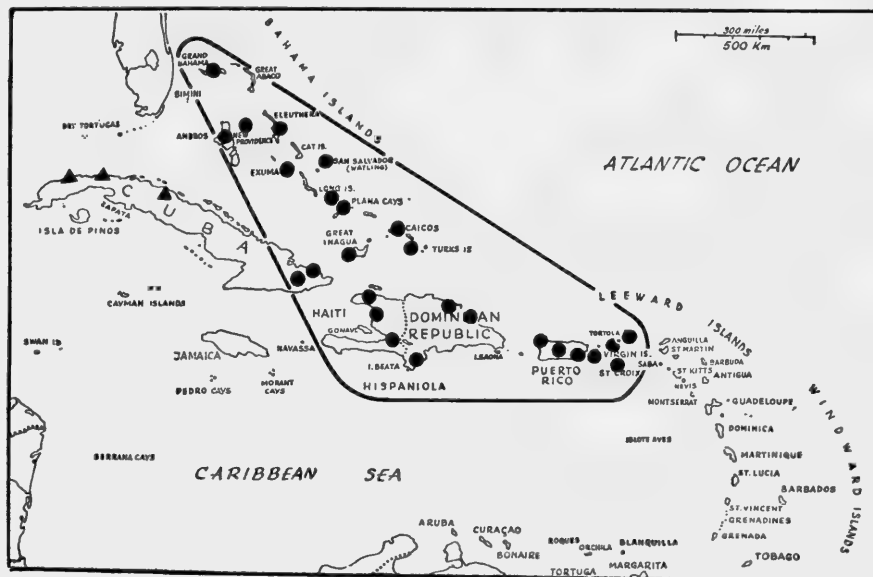 300 miles
500 Km
BAHAMA ISLANDS
GRAND
BAHAMA
GREAT
ABACO
BIMINI
DRY TORTUGAS
ANDROS
NEW
PROVIDENCE
ELEUTHERA
CAT IS.
SAN SALVADOR
(WATLING)
EXUMA
LONG IS.
PLANA CAYS
ATLANTIC OCEAN
CUBA
ZAPATA
ISLA DE PINOS
GREAT
INAGUA
CAICOS
TURKS IS
CAYMAN ISLANDS
LEEWARD ISLANDS
HAITI
DOMINICAN
REPUBLIC
GONAVE
SWAN IS
JAMAICA
NAVASSA
I. BEATA
I.SAONA
HISPANIOLA
PUERTO
RICO
TORTOLA
VIRGIN IS.
ST CROIX
ANGUILLA
ST MARTIN
SABA
ST KITTS
BARBUDA
NEVIS
ANTIGUA
MONTSERRAT
PEDRO CAYS
MORANT
CAYS
GUADELOUPE
WINDWARD ISLANDS
DOMINICA
ISLOTE AVES
MARTINIQUE
SERRANA CAYS
CARIBBEAN SEA
ST. LUCIA
BARBADOS
ST. VINCENT
GRENADINES
GRENADA
ARUBA
CURAÇAO
BONAIRE
ROQUES
ORCHILA
BLANQUILLA
TORTUGA
MARGARITA
TOBAGO